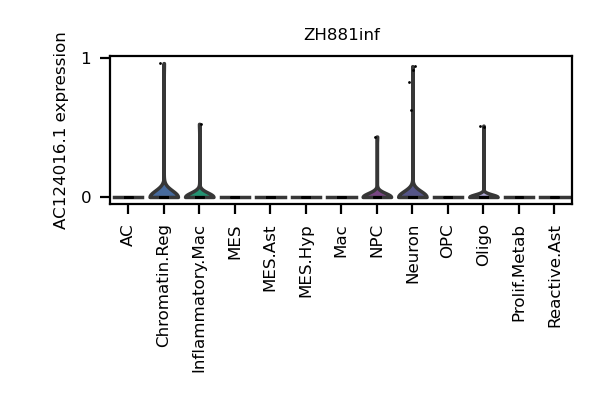 ZH881inf
AC124016.1 expression
1
0
AC
Chromatin.Reg
Inflammatory.Mac
MES
MES.Ast
MES.Hyp
Mac
NPC
Neuron
OPC
Oligo
Prolif.Metab
Reactive.Ast